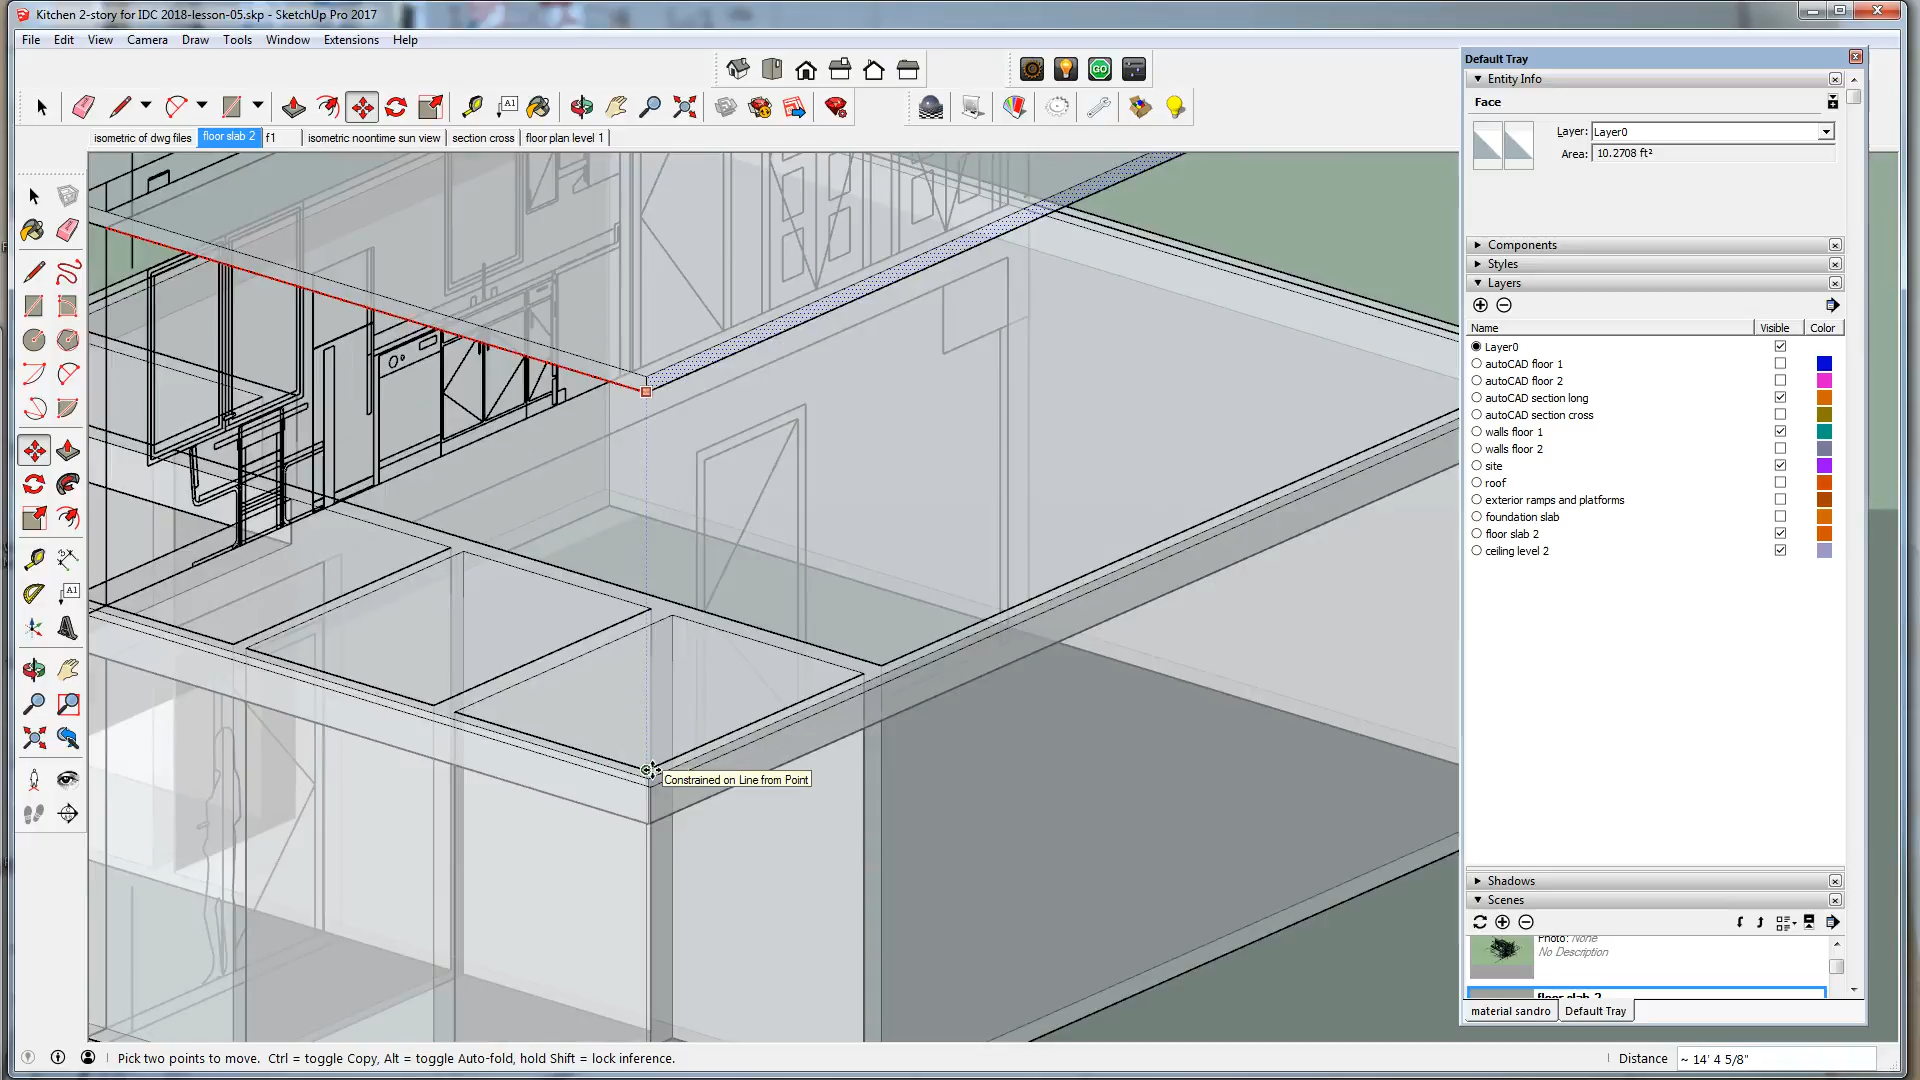 Kitchen 2-story for IDC 2018-lesson-05.skp - SketchUp Pro 2017
File Edit View Camera Draw Tools Window Extensions Help
isometric of dwg files floor slab 2 f1 isometric noontime sun view section cross floor plan level 1
Default Tray
Entity Info
Face
Layer: Layer0
Area: 10.2708 ft²
Components
Styles
Layers
Name Visible Color
Layer0
autoCAD floor 1
autoCAD floor 2
autoCAD section long
autoCAD section cross
walls floor 1
walls floor 2
site
roof
exterior ramps and platforms
foundation slab
floor slab 2
ceiling level 2
Constrained on Line from Point
Shadows
Scenes
Photo: None
No Description
floor slab 2
material sandro Default Tray
Pick two points to move. Ctrl = toggle Copy, Alt = toggle Auto-fold, hold Shift = lock inference.
Distance ~ 14' 4 5/8"